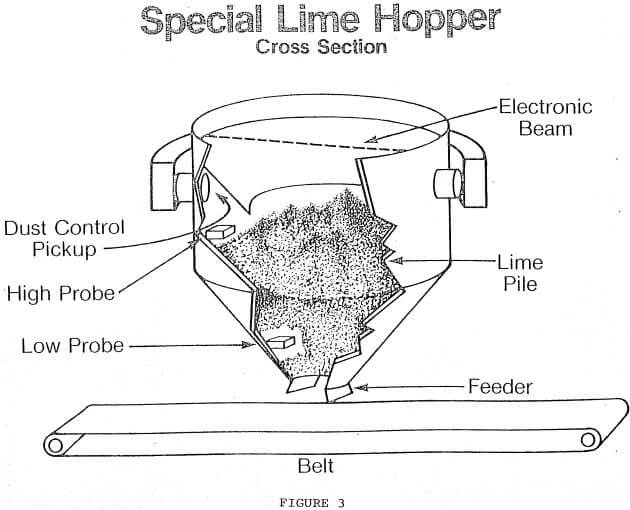 Special Lime Hopper
Cross Section
Electronic
Beam
Dust Control
Pickup
High Probe
Lime
Pile
Low Probe
Feeder
Belt
FIGURE 3